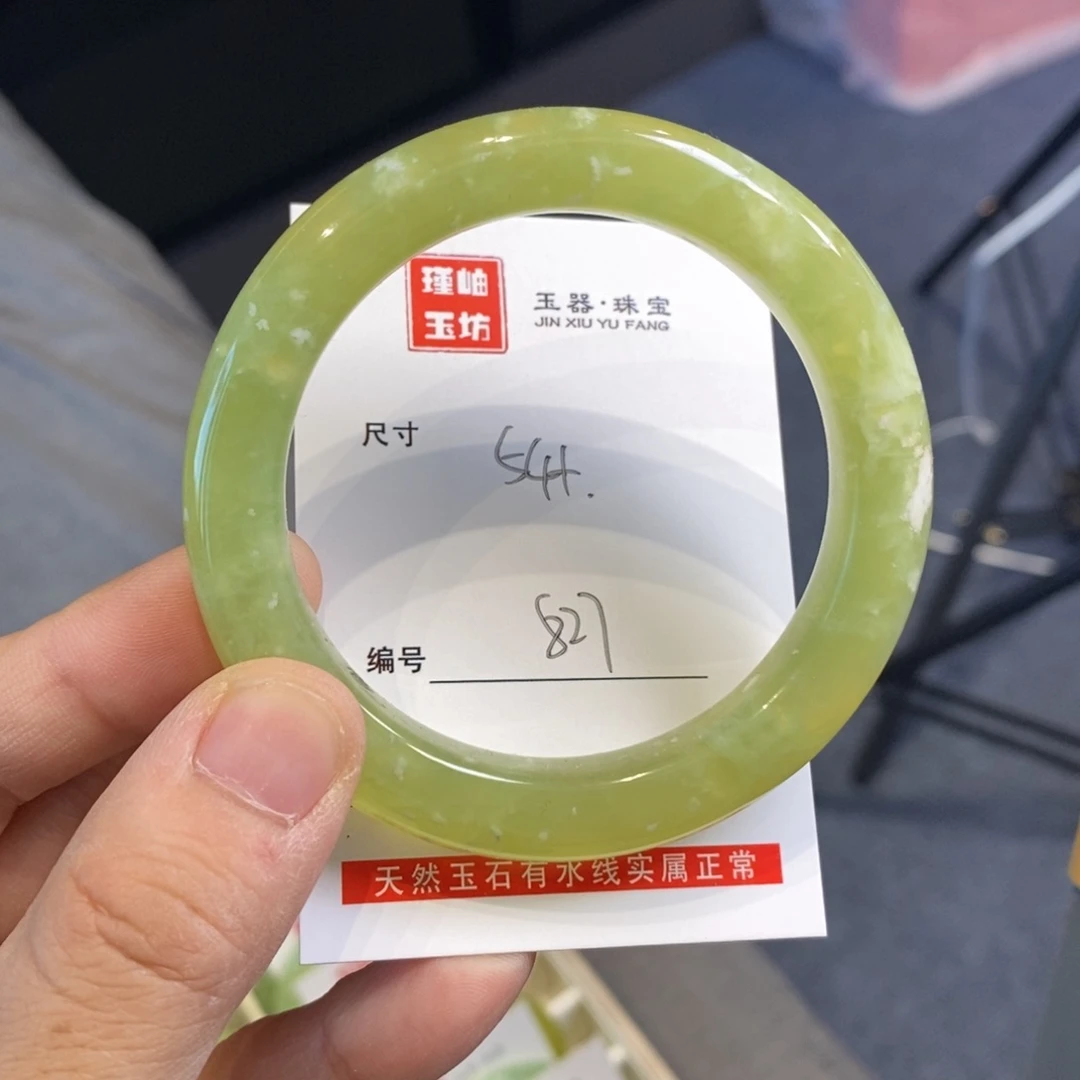 瑾岫
玉坊
玉器·珠宝
JIN XIU YU FANG
尺寸 54+.
编号 827
天然玉石有水线实属正常